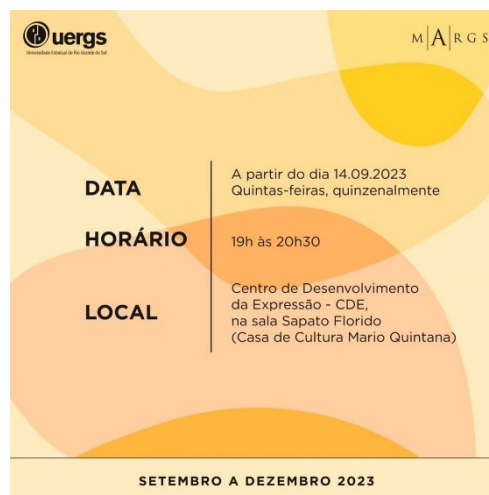 uergs
Universidade Estadual do Rio Grande do Sul
M|A|RGS
DATA
A partir do dia 14.09.2023
Quintas-feiras, quinzenalmente
HORÁRIO
19h às 20h30
LOCAL
Centro de Desenvolvimento
da Expressão - CDE,
na sala Sapato Florido
(Casa de Cultura Mario Quintana)
SETEMBRO A DEZEMBRO 2023